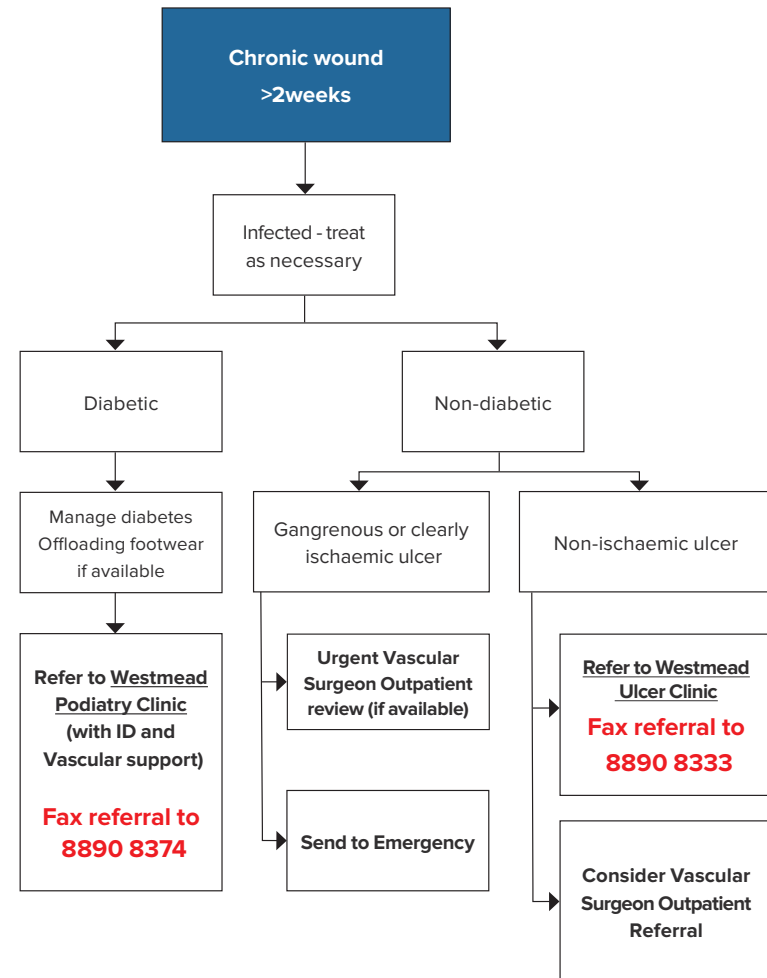 Chronic wound
>2weeks
Infected - treat
as necessary
Diabetic
Non-diabetic
Manage diabetes
Offloading footwear
if available
Gangrenous or clearly
ischaemic ulcer
Non-ischaemic ulcer
Refer to Westmead
Podiatry Clinic
(with ID and
Vascular support)
Fax referral to
8890 8374
Urgent Vascular
Surgeon Outpatient
review (if available)
Send to Emergency
Refer to Westmead
Ulcer Clinic
Fax referral to
8890 8333
Consider Vascular
Surgeon Outpatient
Referral